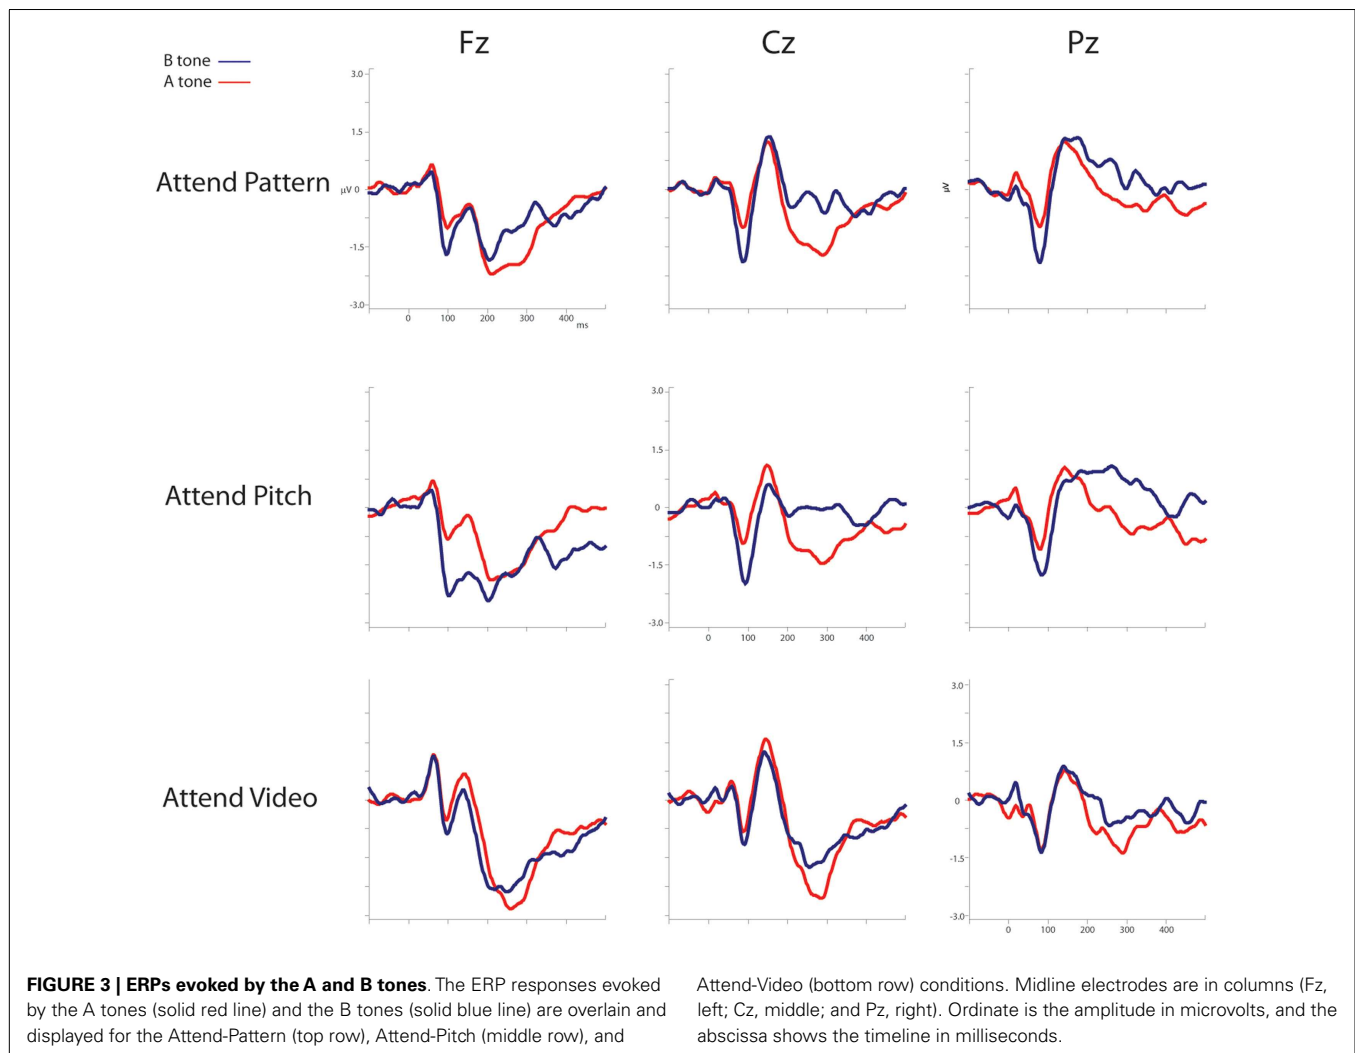 Fz
Cz
Pz
B tone
A tone
3.0
1.5
Attend Pattern
μV 0
μV
-1.5
-3.0
0 100 200 300 400
ms
3.0
1.5
Attend Pitch
0
-1.5
-3.0
0 100 200 300 400
3.0
1.5
Attend Video
0
-1.5
-3.0
0 100 200 300 400
FIGURE 3 | ERPs evoked by the A and B tones. The ERP responses evoked
by the A tones (solid red line) and the B tones (solid blue line) are overlain and
displayed for the Attend-Pattern (top row), Attend-Pitch (middle row), and
Attend-Video (bottom row) conditions. Midline electrodes are in columns (Fz,
left; Cz, middle; and Pz, right). Ordinate is the amplitude in microvolts, and the
abscissa shows the timeline in milliseconds.